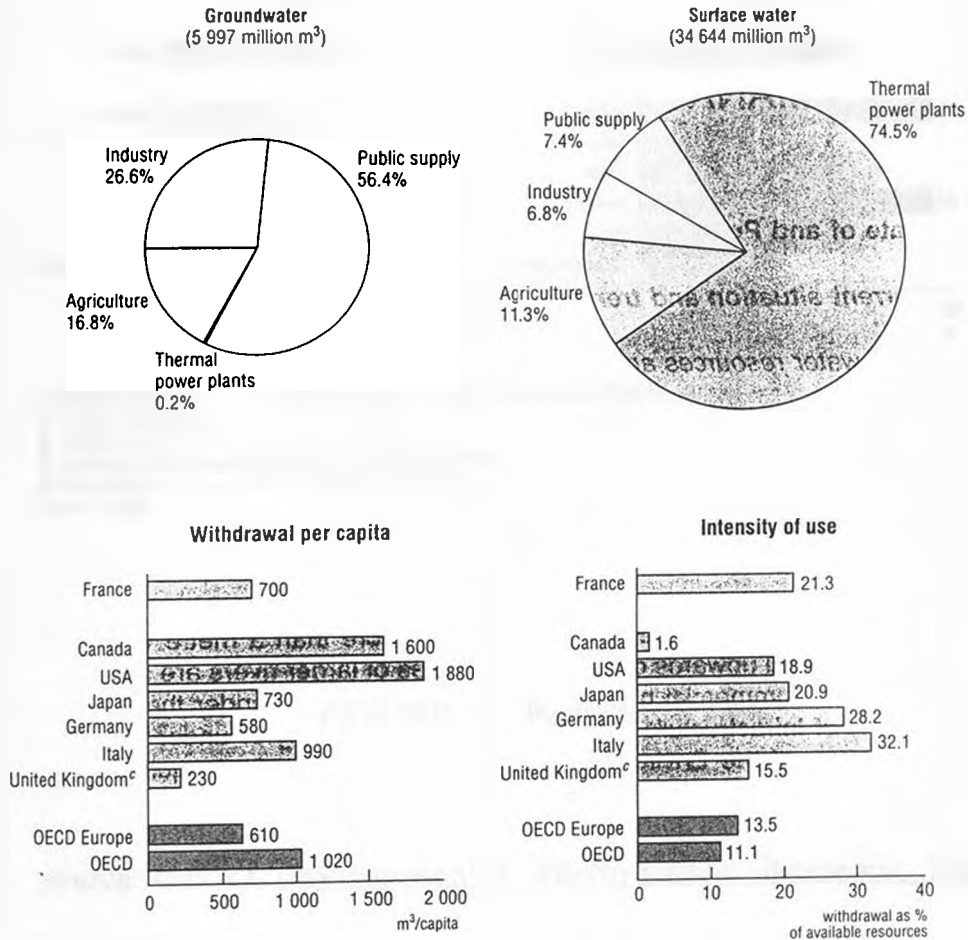 Groundwater
(5 997 million m³)
Industry
26.6%
Public supply
56.4%
Agriculture
16.8%
Thermal
power plants
0.2%
Surface water
(34 644 million m³)
Thermal
power plants
74.5%
Public supply
7.4%
Industry
6.8%
Agriculture
11.3%
Withdrawal per capita
France 700
Canada 1 600
USA 1 880
Japan 730
Germany 580
Italy 990
United Kingdomᶜ 230
OECD Europe 610
OECD 1 020
0 500 1 000 1 500 2 000
m³/capita
Intensity of use
France 21.3
Canada 1.6
USA 18.9
Japan 20.9
Germany 28.2
Italy 32.1
United Kingdomᶜ 15.5
OECD Europe 13.5
OECD 11.1
0 10 20 30 40
withdrawal as %
of available resources